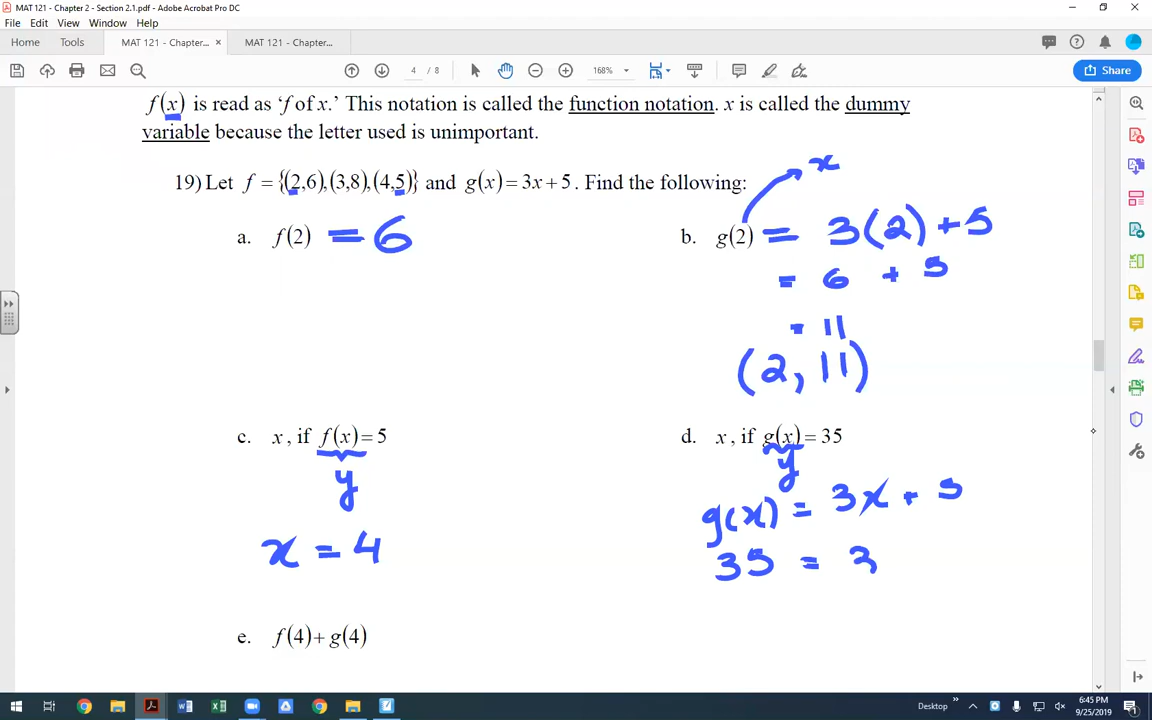 MAT 121 - Chapter 2 - Section 2.1.pdf - Adobe Acrobat Pro DC
File Edit View Window Help
Home Tools MAT 121 - Chapter... × MAT 121 - Chapter...
4 / 8 168% Share
f(x) is read as ‘f of x.’ This notation is called the function notation. x is called the dummy
variable because the letter used is unimportant.
x
19) Let f = {(2,6),(3,8),(4,5)} and g(x) = 3x + 5. Find the following:
a. f(2) = 6
b. g(2) = 3(2) + 5
= 6 + 5
= 11
(2, 11)
c. x, if f(x) = 5
y
x = 4
d. x, if g(x) = 35
y
g(x) = 3x + 5
35 = 3
e. f(4) + g(4)
Desktop
6:45 PM
9/25/2019